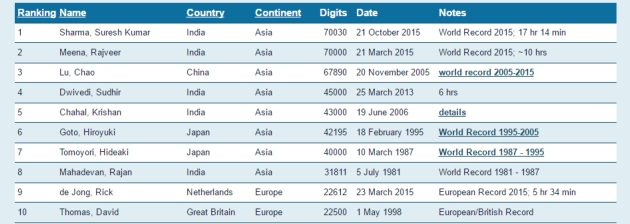 Ranking Name Country Continent Digits Date Notes
1 Sharma, Suresh Kumar India Asia 70030 21 October 2015 World Record 2015; 17 hr 14 min
2 Meena, Rajveer India Asia 70000 21 March 2015 World Record 2015; ~10 hrs
3 Lu, Chao China Asia 67890 20 November 2005 world record 2005-2015
4 Dwivedi, Sudhir India Asia 45000 25 March 2013 6 hrs
5 Chahal, Krishan India Asia 43000 19 June 2006 details
6 Goto, Hiroyuki Japan Asia 42195 18 February 1995 World Record 1995-2005
7 Tomoyori, Hideaki Japan Asia 40000 10 March 1987 World Record 1987 - 1995
8 Mahadevan, Rajan India Asia 31811 5 July 1981 World Record 1981 - 1987
9 de Jong, Rick Netherlands Europe 22612 23 March 2015 European Record 2015; 5 hr 34 min
10 Thomas, David Great Britain Europe 22500 1 May 1998 European/British Record